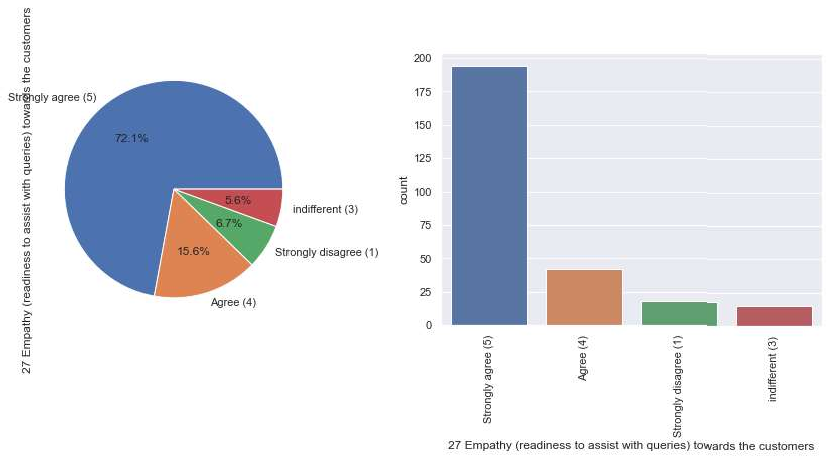 27 Empathy (readiness to assist with queries) towards the customers
Strongly agree (5)
72.1%
5.6%
indifferent (3)
6.7%
15.6%
Strongly disagree (1)
Agree (4)
count
200
175
150
125
100
75
50
25
0
Strongly agree (5)
Agree (4)
Strongly disagree (1)
indifferent (3)
27 Empathy (readiness to assist with queries) towards the customers